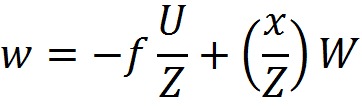 w = −f U/Z + (x/Z) W